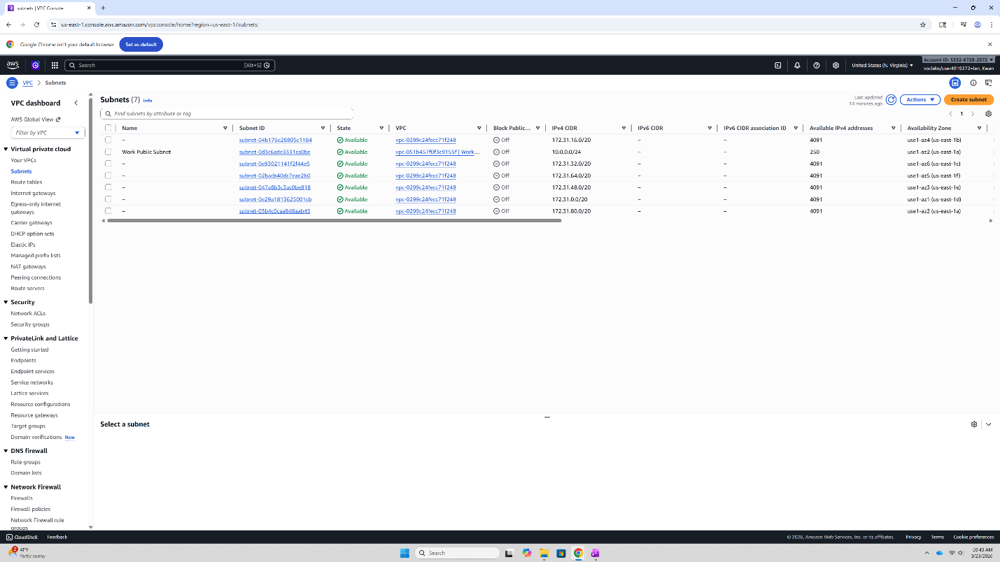 subnets | VPC Console
us-east-1.console.aws.amazon.com/vpcconsole/home?region=us-east-1#subnets:
Google Chrome isn't your default browser Set as default
aws Search [Alt+S] United States (N. Virginia) Account ID: 5332-6728-2572
voclabs/user4919272=Ian_Kwan
VPC Subnets
VPC dashboard
AWS Global View
Filter by VPC
Virtual private cloud
Your VPCs
Subnets
Route tables
Internet gateways
Egress-only internet
gateways
Carrier gateways
DHCP option sets
Elastic IPs
Managed prefix lists
NAT gateways
Peering connections
Route servers
Security
Network ACLs
Security groups
PrivateLink and Lattice
Getting started
Endpoints
Endpoint services
Service networks
Lattice services
Resource configurations
Resource gateways
Target groups
Domain verifications New
DNS firewall
Rule groups
Domain lists
Network Firewall
Firewalls
Firewall policies
Network Firewall rule
groups
Subnets (7) Info
Last updated
14 minutes ago
Actions Create subnet
Find subnets by attribute or tag
1
Name Subnet ID State VPC Block Public... IPv4 CIDR IPv6 CIDR IPv6 CIDR association ID Available IPv4 addresses Availability Zone
– subnet-04b176e28805c1184 Available vpc-0299c24fecc71f248 Off 172.31.16.0/20 – – 4091 use1-az4 (us-east-1b)
Work Public Subnet subnet-0d3c6ade3331ca0be Available vpc-051b457f0f3c9155f | Work... Off 10.0.0.0/24 – – 250 use1-az2 (us-east-1a)
– subnet-0e93021141f2f44e5 Available vpc-0299c24fecc71f248 Off 172.31.32.0/20 – – 4091 use1-az6 (us-east-1c)
– subnet-02bacb40dc7eae2b0 Available vpc-0299c24fecc71f248 Off 172.31.64.0/20 – – 4091 use1-az5 (us-east-1f)
– subnet-047a8b3c3ac0be818 Available vpc-0299c24fecc71f248 Off 172.31.48.0/20 – – 4091 use1-az3 (us-east-1e)
– subnet-0e29a1813625001cb Available vpc-0299c24fecc71f248 Off 172.31.0.0/20 – – 4091 use1-az1 (us-east-1d)
– subnet-03b4c0caa8d8aab45 Available vpc-0299c24fecc71f248 Off 172.31.80.0/20 – – 4091 use1-az2 (us-east-1a)
Select a subnet
CloudShell Feedback © 2026, Amazon Web Services, Inc. or its affiliates. Privacy Terms Cookie preferences
2
41°F
Partly sunny
Search
10:43 AM
3/23/2026